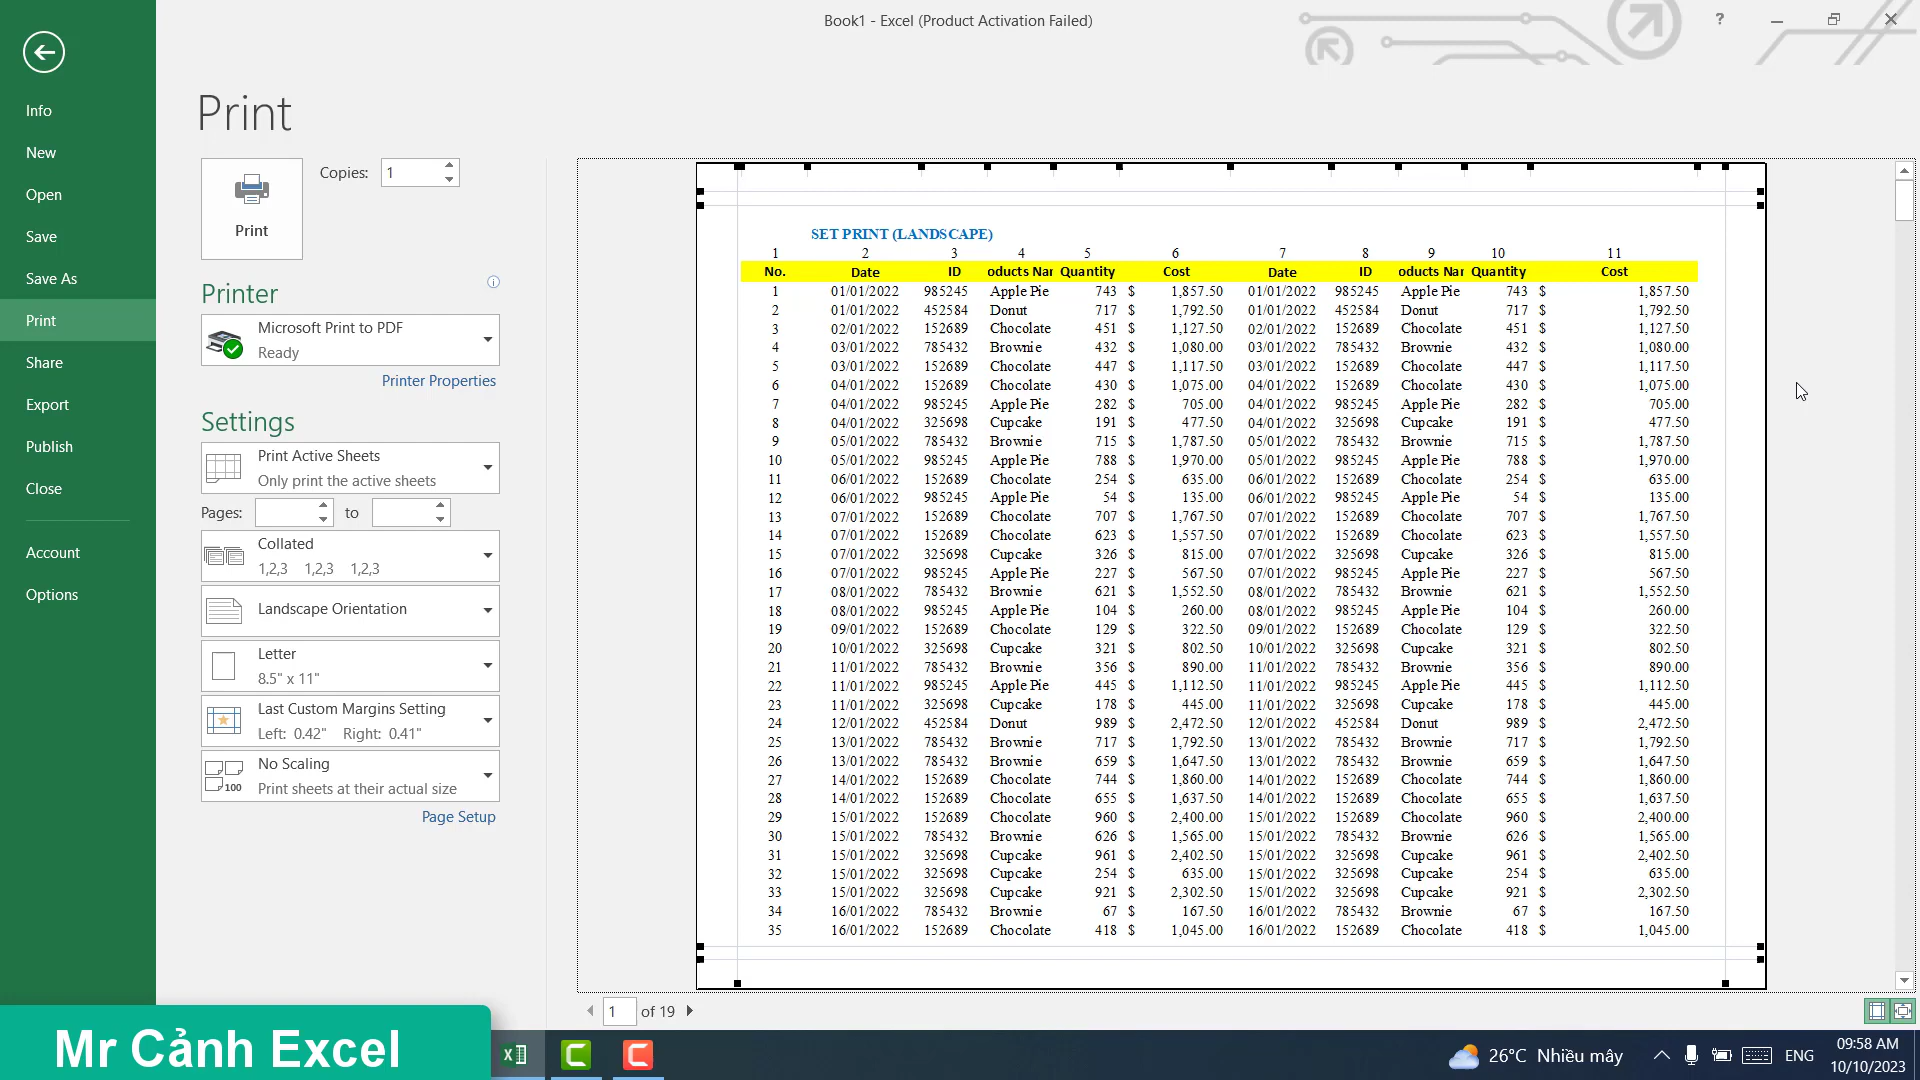 Book1 - Excel (Product Activation Failed)
?
Info
New
Open
Save
Save As
Print
Share
Export
Publish
Close
Account
Options
Print
Print
Copies: 1
Printer
Microsoft Print to PDF
Ready
Printer Properties
Settings
Print Active Sheets
Only print the active sheets
Pages: to
Collated
1,2,3 1,2,3 1,2,3
Landscape Orientation
Letter
8.5" x 11"
Last Custom Margins Setting
Left: 0.42" Right: 0.41"
No Scaling
100
Print sheets at their actual size
Page Setup
SET PRINT (LANDSCAPE)
1 2 3 4 5 6 7 8 9 10 11
No. Date ID oducts Nar Quantity Cost Date ID oducts Nar Quantity Cost
1 01/01/2022 985245 Apple Pie 743 $ 1,857.50 01/01/2022 985245 Apple Pie 743 $ 1,857.50
2 01/01/2022 452584 Donut 717 $ 1,792.50 01/01/2022 452584 Donut 717 $ 1,792.50
3 02/01/2022 152689 Chocolate 451 $ 1,127.50 02/01/2022 152689 Chocolate 451 $ 1,127.50
4 03/01/2022 785432 Brownie 432 $ 1,080.00 03/01/2022 785432 Brownie 432 $ 1,080.00
5 03/01/2022 152689 Chocolate 447 $ 1,117.50 03/01/2022 152689 Chocolate 447 $ 1,117.50
6 04/01/2022 152689 Chocolate 430 $ 1,075.00 04/01/2022 152689 Chocolate 430 $ 1,075.00
7 04/01/2022 985245 Apple Pie 282 $ 705.00 04/01/2022 985245 Apple Pie 282 $ 705.00
8 04/01/2022 325698 Cupcake 191 $ 477.50 04/01/2022 325698 Cupcake 191 $ 477.50
9 05/01/2022 785432 Brownie 715 $ 1,787.50 05/01/2022 785432 Brownie 715 $ 1,787.50
10 05/01/2022 985245 Apple Pie 788 $ 1,970.00 05/01/2022 985245 Apple Pie 788 $ 1,970.00
11 06/01/2022 152689 Chocolate 254 $ 635.00 06/01/2022 152689 Chocolate 254 $ 635.00
12 06/01/2022 985245 Apple Pie 54 $ 135.00 06/01/2022 985245 Apple Pie 54 $ 135.00
13 07/01/2022 152689 Chocolate 707 $ 1,767.50 07/01/2022 152689 Chocolate 707 $ 1,767.50
14 07/01/2022 152689 Chocolate 623 $ 1,557.50 07/01/2022 152689 Chocolate 623 $ 1,557.50
15 07/01/2022 325698 Cupcake 326 $ 815.00 07/01/2022 325698 Cupcake 326 $ 815.00
16 07/01/2022 985245 Apple Pie 227 $ 567.50 07/01/2022 985245 Apple Pie 227 $ 567.50
17 08/01/2022 785432 Brownie 621 $ 1,552.50 08/01/2022 785432 Brownie 621 $ 1,552.50
18 08/01/2022 985245 Apple Pie 104 $ 260.00 08/01/2022 985245 Apple Pie 104 $ 260.00
19 09/01/2022 152689 Chocolate 129 $ 322.50 09/01/2022 152689 Chocolate 129 $ 322.50
20 10/01/2022 325698 Cupcake 321 $ 802.50 10/01/2022 325698 Cupcake 321 $ 802.50
21 11/01/2022 785432 Brownie 356 $ 890.00 11/01/2022 785432 Brownie 356 $ 890.00
22 11/01/2022 985245 Apple Pie 445 $ 1,112.50 11/01/2022 985245 Apple Pie 445 $ 1,112.50
23 11/01/2022 325698 Cupcake 178 $ 445.00 11/01/2022 325698 Cupcake 178 $ 445.00
24 12/01/2022 452584 Donut 989 $ 2,472.50 12/01/2022 452584 Donut 989 $ 2,472.50
25 13/01/2022 785432 Brownie 717 $ 1,792.50 13/01/2022 785432 Brownie 717 $ 1,792.50
26 13/01/2022 785432 Brownie 659 $ 1,647.50 13/01/2022 785432 Brownie 659 $ 1,647.50
27 14/01/2022 152689 Chocolate 744 $ 1,860.00 14/01/2022 152689 Chocolate 744 $ 1,860.00
28 14/01/2022 152689 Chocolate 655 $ 1,637.50 14/01/2022 152689 Chocolate 655 $ 1,637.50
29 15/01/2022 152689 Chocolate 960 $ 2,400.00 15/01/2022 152689 Chocolate 960 $ 2,400.00
30 15/01/2022 785432 Brownie 626 $ 1,565.00 15/01/2022 785432 Brownie 626 $ 1,565.00
31 15/01/2022 325698 Cupcake 961 $ 2,402.50 15/01/2022 325698 Cupcake 961 $ 2,402.50
32 15/01/2022 325698 Cupcake 254 $ 635.00 15/01/2022 325698 Cupcake 254 $ 635.00
33 15/01/2022 325698 Cupcake 921 $ 2,302.50 15/01/2022 325698 Cupcake 921 $ 2,302.50
34 16/01/2022 785432 Brownie 67 $ 167.50 16/01/2022 785432 Brownie 67 $ 167.50
35 16/01/2022 152689 Chocolate 418 $ 1,045.00 16/01/2022 152689 Chocolate 418 $ 1,045.00
1 of 19
Mr Cảnh Excel
26°C Nhiều mây
ENG
09:58 AM
10/10/2023